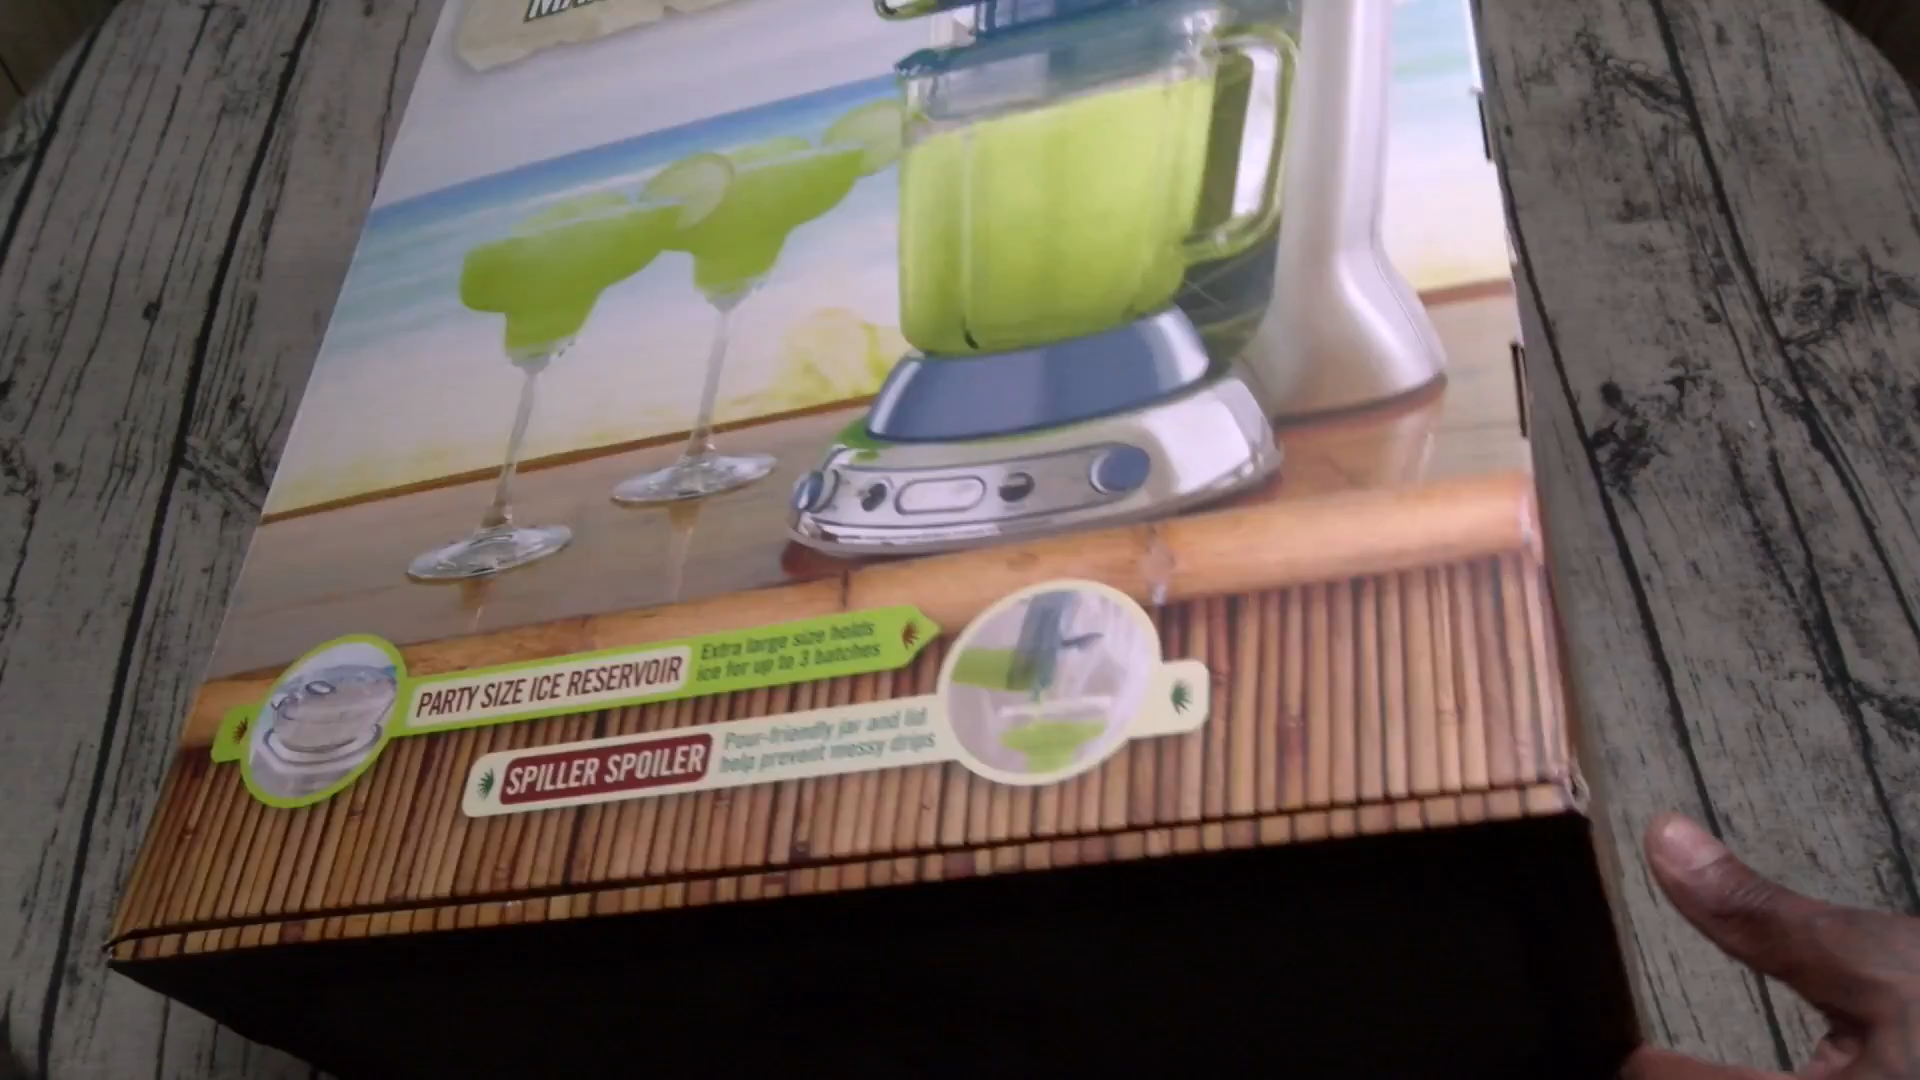 PARTY SIZE ICE RESERVOIR
Extra large size holds
ice for up to 3 batches
SPILLER SPOILER
Pour-friendly jar and lid
help prevent messy drips